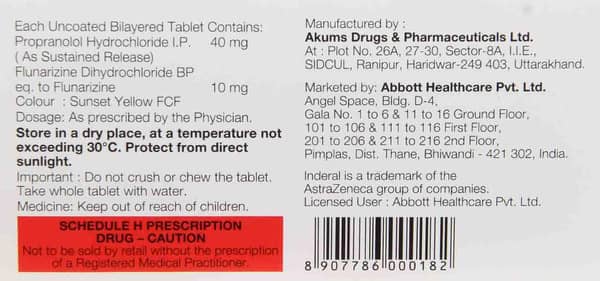 Each Uncoated Bilayered Tablet Contains:
Propranolol Hydrochloride I.P. 40 mg
( As Sustained Release)
Flunarizine Dihydrochloride BP
eq. to Flunarizine 10 mg
Colour : Sunset Yellow FCF
Dosage: As prescribed by the Physician.
Store in a dry place, at a temperature not
exceeding 30°C. Protect from direct
sunlight.
Important : Do not crush or chew the tablet.
Take whole tablet with water.
Medicine: Keep out of reach of children.
SCHEDULE H PRESCRIPTION
DRUG – CAUTION
Not to be sold by retail without the prescription
of a Registered Medical Practitioner.
Manufactured by :
Akums Drugs & Pharmaceuticals Ltd.
At : Plot No. 26A, 27-30, Sector-8A, I.I.E.,
SIDCUL, Ranipur, Haridwar-249 403, Uttarakhand.
Marketed by: Abbott Healthcare Pvt. Ltd.
Angel Space, Bldg. D-4,
Gala No. 1 to 6 & 11 to 16 Ground Floor,
101 to 106 & 111 to 116 First Floor,
201 to 206 & 211 to 216 2nd Floor,
Pimplas, Dist. Thane, Bhiwandi - 421 302, India.
Inderal is a trademark of the
AstraZeneca group of companies.
Licensed User : Abbott Healthcare Pvt. Ltd.
8 907786 000182